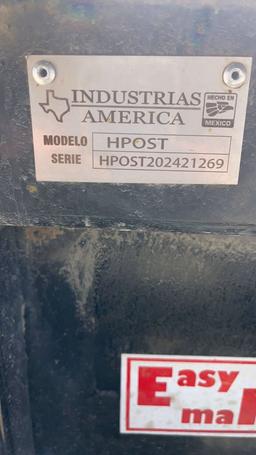 INDUSTRIAS
AMERICA
HECHO EN
MEXICO
MODELO HPOST
SERIE HPOST202421269
Easy
ma